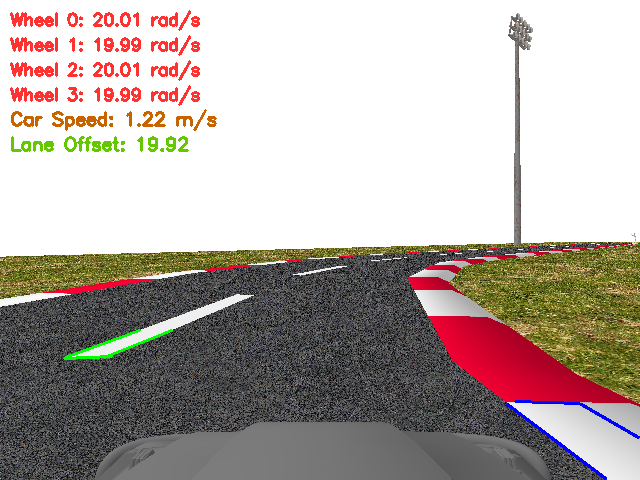 Wheel 0: 20.01 rad/s
Wheel 1: 19.99 rad/s
Wheel 2: 20.01 rad/s
Wheel 3: 19.99 rad/s
Car Speed: 1.22 m/s
Lane Offset: 19.92